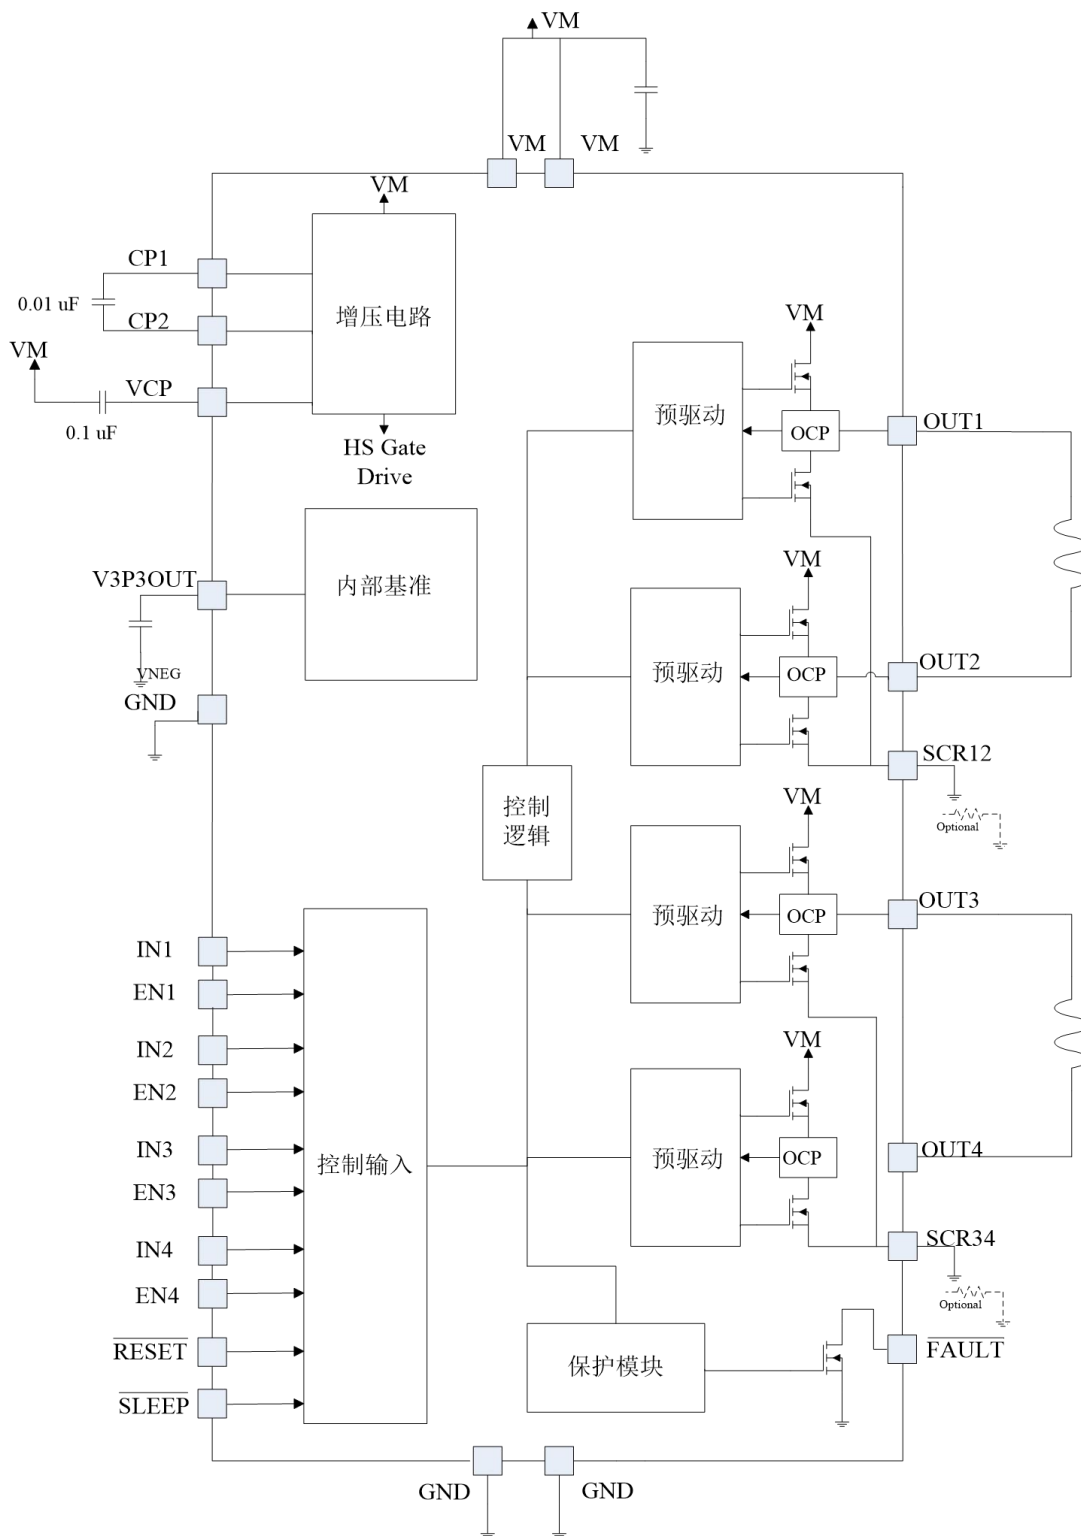 VM
VM
VM
VM
CP1
0.01 uF
CP2
增压电路
VM
VCP
0.1 uF
HS Gate
Drive
VM
预驱动
OCP
OUT1
V3P3OUT
内部基准
VNEG
GND
VM
预驱动
OCP
OUT2
SCR12
Optional
控制
逻辑
VM
预驱动
OCP
OUT3
IN1
EN1
IN2
EN2
IN3
EN3
IN4
EN4
RESET
SLEEP
控制输入
VM
预驱动
OCP
OUT4
SCR34
Optional
保护模块
FAULT
GND
GND